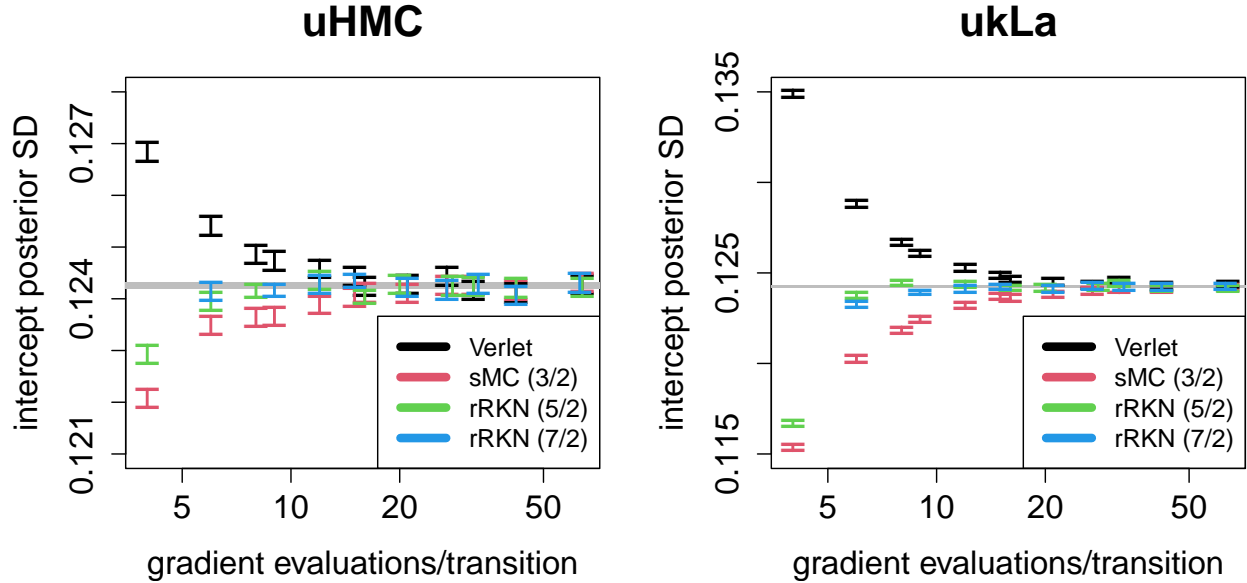 uHMC
intercept posterior SD
0.127
0.124
0.121
5
10
20
50
gradient evaluations/transition
Verlet
sMC (3/2)
rRKN (5/2)
rRKN (7/2)
ukLa
intercept posterior SD
0.135
0.125
0.115
5
10
20
50
gradient evaluations/transition
Verlet
sMC (3/2)
rRKN (5/2)
rRKN (7/2)